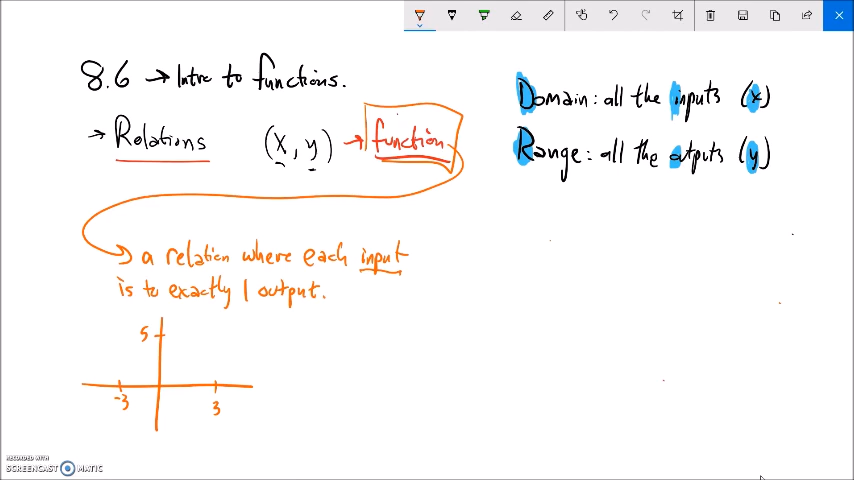 8.6 → Intro to functions.
→ Relations (x, y) → function
Domain: all the inputs (x)
Range: all the otputs (y)
→ a relation where each input
is to exactly 1 output.
5
-3 3
RECORDED WITH
SCREENCAST MATIC